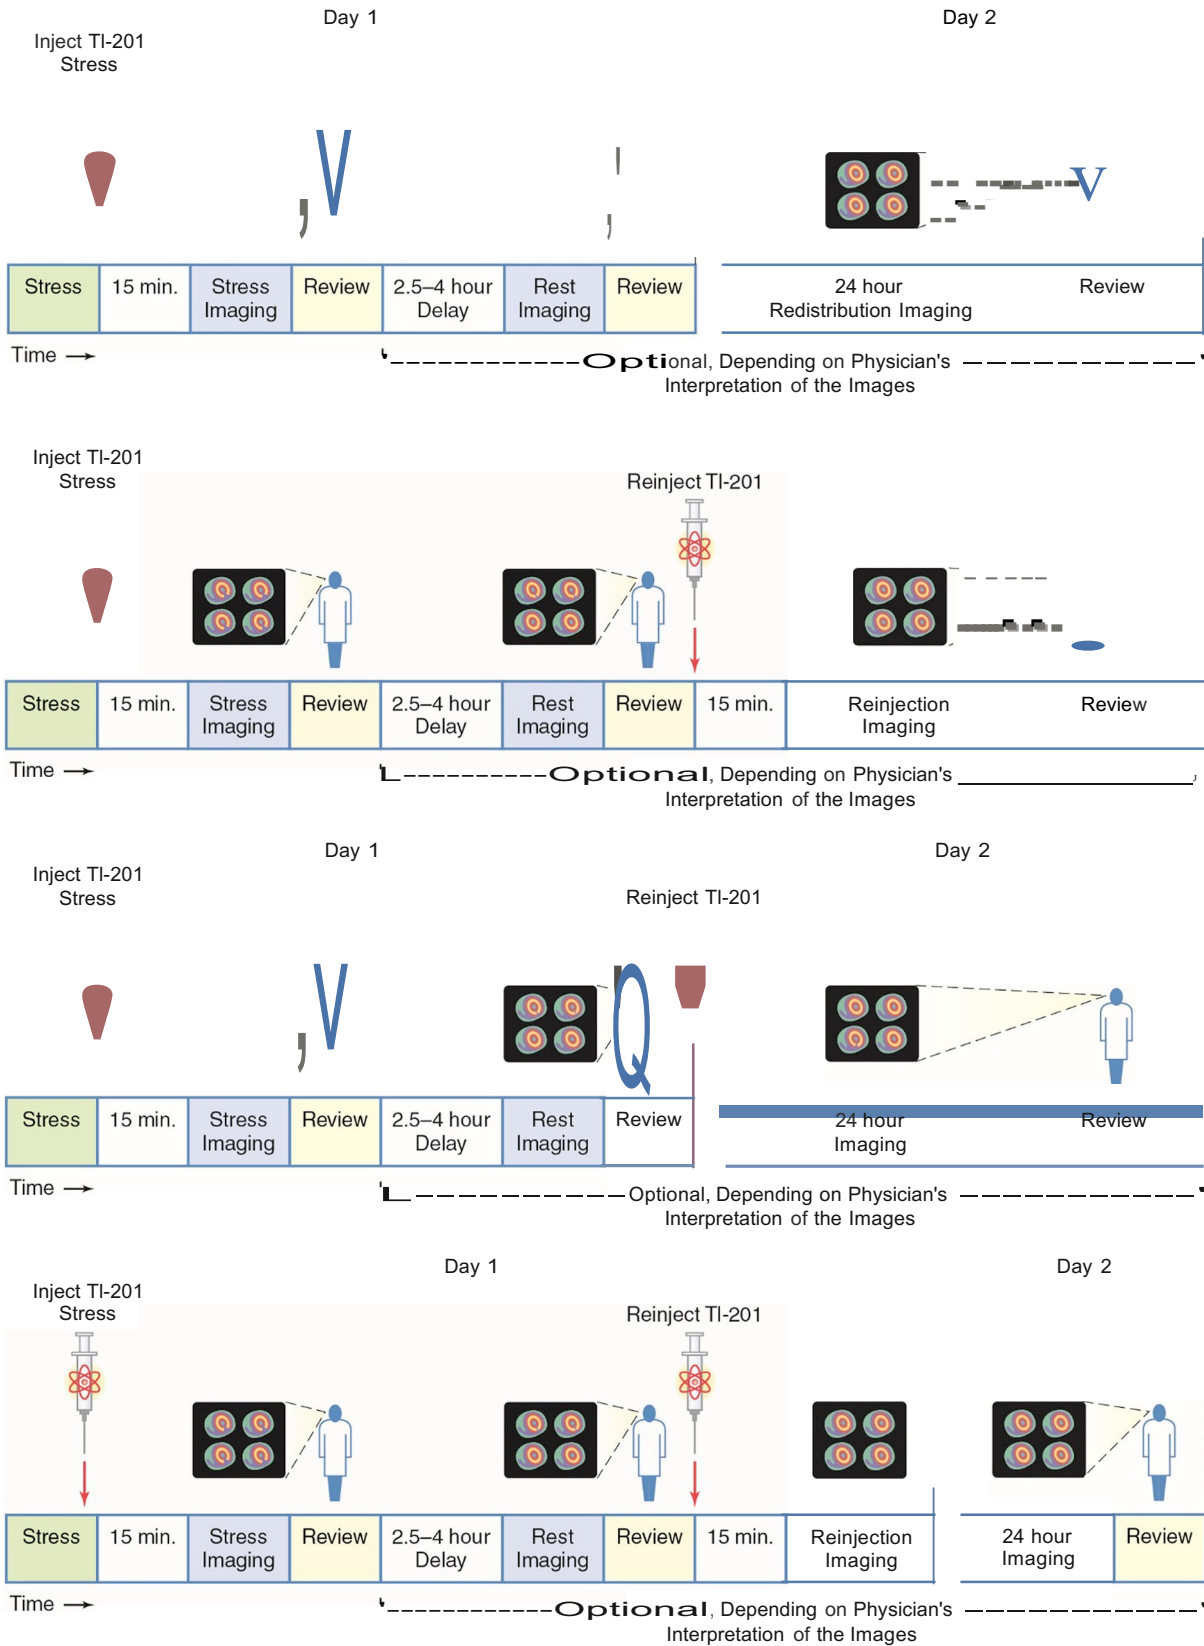 Day 1
Day 2
Inject TI-201
Stress
Stress
15 min.
Stress
Imaging
Review
2.5–4 hour
Delay
Rest
Imaging
Review
24 hour
Redistribution Imaging
Review
Time →
Optional, Depending on Physician's
Interpretation of the Images
Inject TI-201
Stress
Reinject TI-201
Stress
15 min.
Stress
Imaging
Review
2.5–4 hour
Delay
Rest
Imaging
Review
15 min.
Reinjection
Imaging
Review
Time →
Optional, Depending on Physician's
Interpretation of the Images
Day 1
Day 2
Inject TI-201
Stress
Reinject TI-201
Stress
15 min.
Stress
Imaging
Review
2.5–4 hour
Delay
Rest
Imaging
Review
24 hour
Imaging
Review
Time →
Optional, Depending on Physician's
Interpretation of the Images
Day 1
Day 2
Inject TI-201
Stress
Reinject TI-201
Stress
15 min.
Stress
Imaging
Review
2.5–4 hour
Delay
Rest
Imaging
Review
15 min.
Reinjection
Imaging
24 hour
Imaging
Review
Time →
Optional, Depending on Physician's
Interpretation of the Images